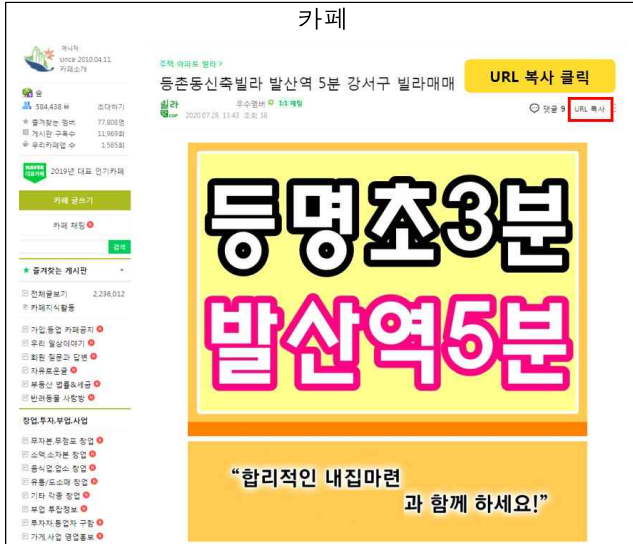 카페
매니저
since 2010.04.11.
카페소개
숲
584,438 초대하기
즐겨찾는 멤버 77,808명
게시판 구독수 11,969회
우리카페앱 수 1,585회
NAVER 대표카페 2019년 대표 인기카페
카페 글쓰기
카페 채팅
검색
★ 즐겨찾는 게시판
전체글보기 2,236,012
카페지식활동
가입,등업 카페공지
우리 일상이야기
회원 질문과 답변
자유로운글
부동산 법률&세금
반려동물 사랑방
창업,투자,부업,사업
무자본,무점포 창업
소액,소자본 창업
음식업,업소 창업
유통/도소매 창업
기타 각종 창업
부업 투잡정보
투자자,동업자 구함
가게,사업 영업홍보
주택 아파트 빌라 >
등촌동신축빌라 발산역 5분 강서구 빌라매매
URL 복사 클릭
우수멤버 1:1 채팅
2020.07.28. 13:43 조회 38
댓글 9 URL 복사
등명초3분
발산역5분
“합리적인 내집마련
과 함께 하세요!”